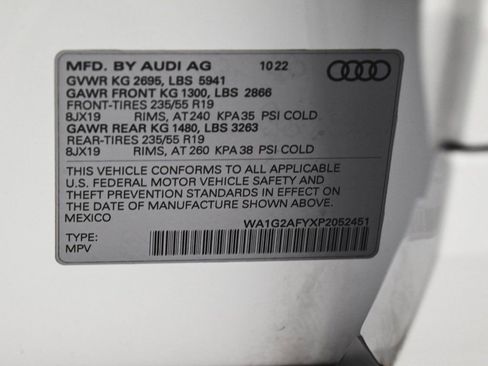 MFD. BY AUDI AG 10 22
GVWR KG 2695, LBS 5941
GAWR FRONT KG 1300, LBS 2866
FRONT-TIRES 235/55 R19
8JX19 RIMS, AT 240 KPA 35 PSI COLD
GAWR REAR KG 1480, LBS 3263
REAR-TIRES 235/55 R19
8JX19 RIMS, AT 260 KPA 38 PSI COLD
THIS VEHICLE CONFORMS TO ALL APPLICABLE
U.S. FEDERAL MOTOR VEHICLE SAFETY AND
THEFT PREVENTION STANDARDS IN EFFECT ON
THE DATE OF MANUFACTURE SHOWN ABOVE.
MEXICO WA1G2AFYXP2052451
TYPE:
MPV